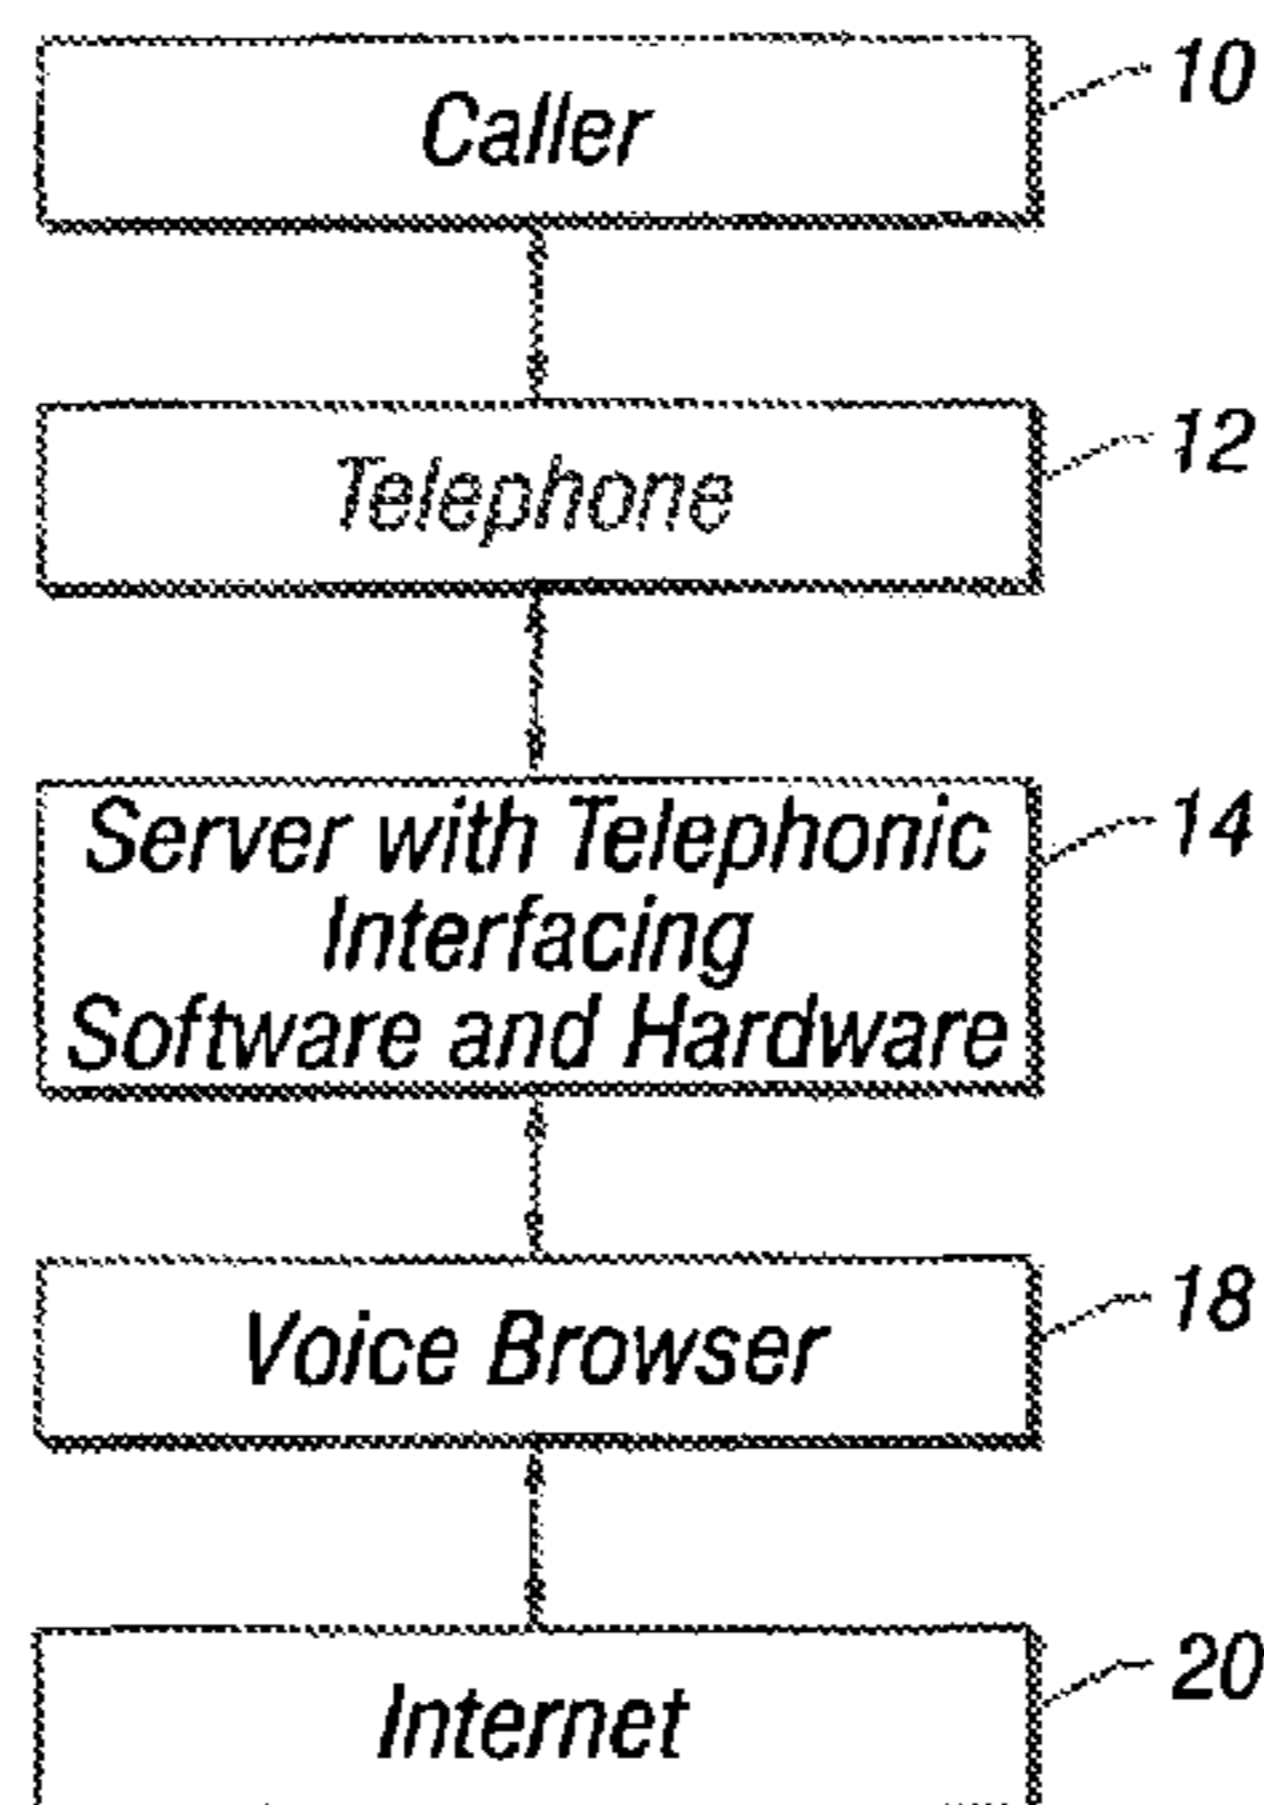 Caller
10
Telephone
12
Server with Telephonic
Interfacing
Software and Hardware
14
Voice Browser
18
Internet
20